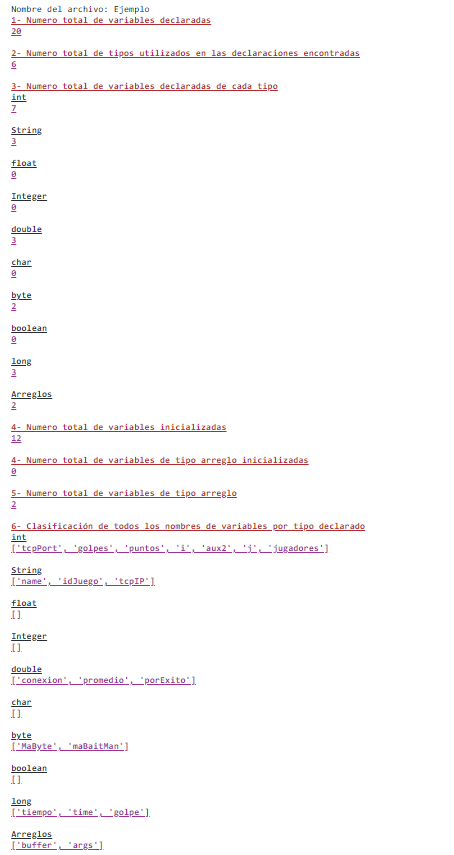 Nombre del archivo: Ejemplo
1- Numero total de variables declaradas
20
2- Numero total de tipos utilizados en las declaraciones encontradas
6
3- Numero total de variables declaradas de cada tipo
int
7
String
3
float
0
Integer
0
double
3
char
0
byte
2
boolean
0
long
3
Arreglos
2
4- Numero total de variables inicializadas
12
4- Numero total de variables de tipo arreglo inicializadas
0
5- Numero total de variables de tipo arreglo
2
6- Clasificación de todos los nombres de variables por tipo declarado
int
['tcpPort', 'golpes', 'puntos', 'i', 'aux2', 'j', 'jugadores']
String
['name', 'idJuego', 'tcpIP']
float
[]
Integer
[]
double
['conexion', 'promedio', 'porExito']
char
[]
byte
['MaByte', 'maBaitMan']
boolean
[]
long
['tiempo', 'time', 'golpe']
Arreglos
['buffer', 'args']